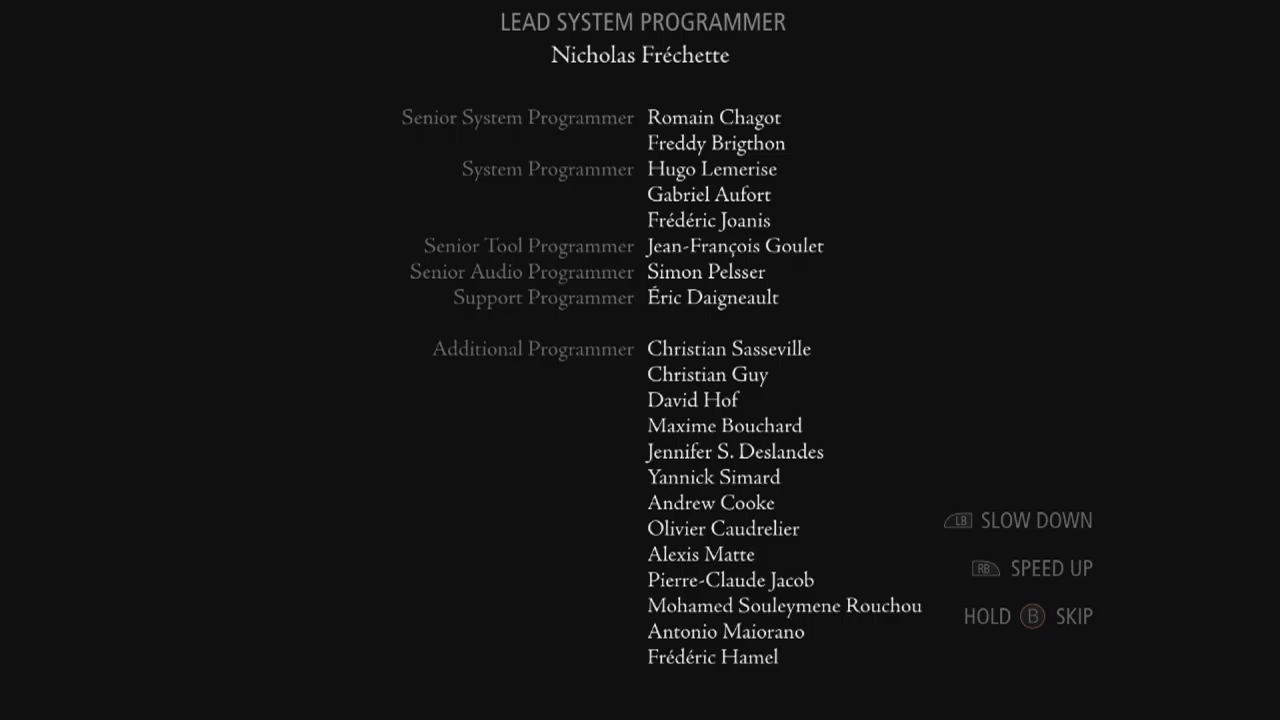 LEAD SYSTEM PROGRAMMER
Nicholas Fréchette
Senior System Programmer Romain Chagot
Freddy Brigthon
System Programmer Hugo Lemerise
Gabriel Aufort
Frédéric Joanis
Senior Tool Programmer Jean-François Goulet
Senior Audio Programmer Simon Pelsser
Support Programmer Éric Daigneault
Additional Programmer Christian Sasseville
Christian Guy
David Hof
Maxime Bouchard
Jennifer S. Deslandes
Yannick Simard
Andrew Cooke
Olivier Caudrelier
Alexis Matte
Pierre-Claude Jacob
Mohamed Souleymene Rouchou
Antonio Maiorano
Frédéric Hamel
LB SLOW DOWN
RB SPEED UP
HOLD B SKIP